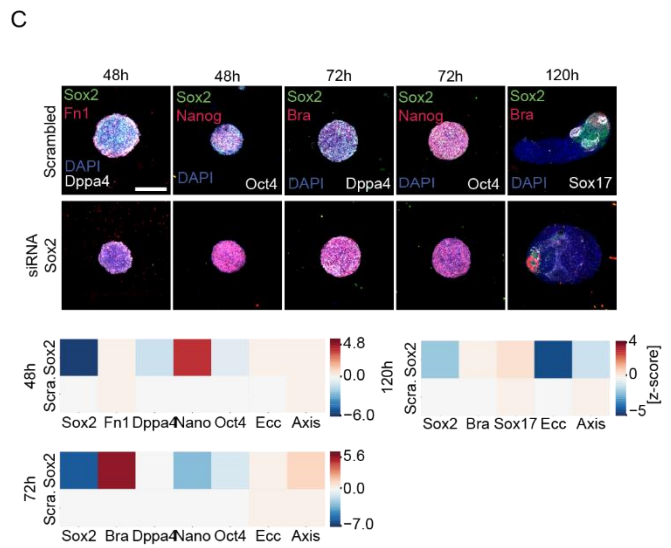 C
48h 48h 72h 72h 120h
Scrambled
Sox2 Sox2 Sox2 Sox2 Sox2
Fn1 Nanog Bra Nanog Bra
DAPI DAPI DAPI DAPI
Dppa4 Oct4 Dppa4 Oct4 Sox17
siRNA
Sox2
48h
Scra. Sox2
4.8
0.0
−6.0
Sox2 Fn1 Dppa4 Nano Oct4 Ecc Axis
120h
Scra. Sox2
4
0
−5
[z-score]
Sox2 Bra Sox17 Ecc Axis
72h
Scra. Sox2
5.6
0.0
−7.0
Sox2 Bra Dppa4 Nano Oct4 Ecc Axis